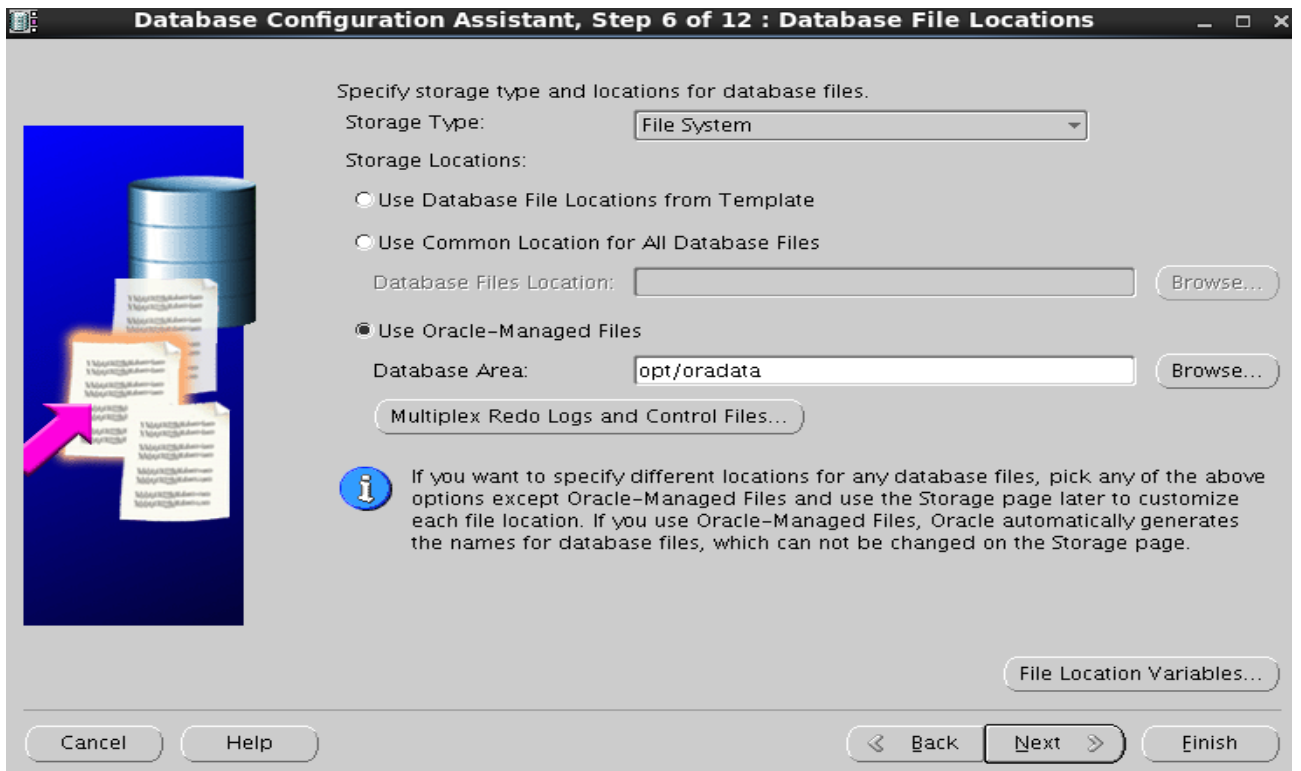 Database Configuration Assistant, Step 6 of 12 : Database File Locations
Specify storage type and locations for database files.
Storage Type:
File System
Storage Locations:
Use Database File Locations from Template
Use Common Location for All Database Files
Database Files Location:
Browse...
Use Oracle-Managed Files
Database Area:
opt/oradata
Browse...
Multiplex Redo Logs and Control Files...
If you want to specify different locations for any database files, pick any of the above
options except Oracle-Managed Files and use the Storage page later to customize
each file location. If you use Oracle-Managed Files, Oracle automatically generates
the names for database files, which can not be changed on the Storage page.
File Location Variables...
Cancel
Help
Back
Next
Finish